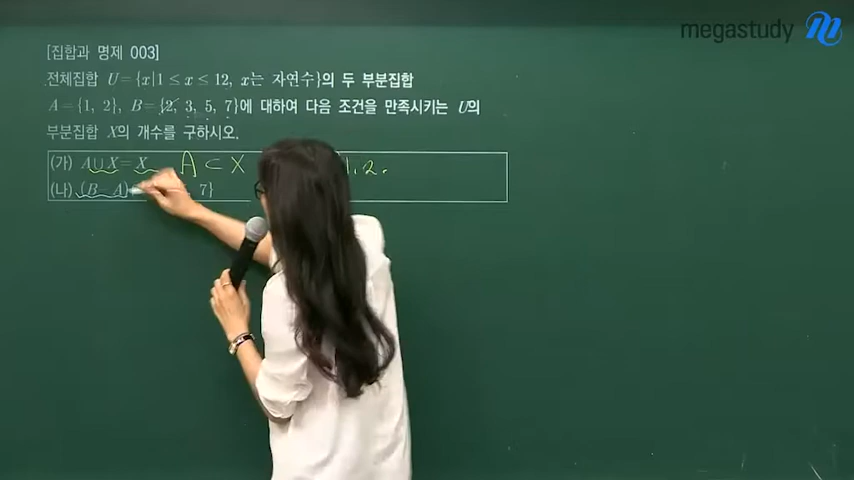 megastudy
[집합과 명제 003]
전체집합 U={x|1≤x≤12, x는 자연수}의 두 부분집합
A={1, 2}, B={2, 3, 5, 7}에 대하여 다음 조건을 만족시키는 U의
부분집합 X의 개수를 구하시오.
(가) A∪X=X A⊂X 1, 2.
(나) (B-A) , 7}